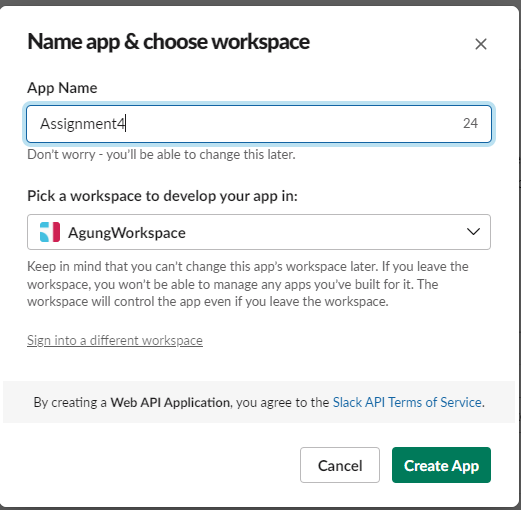 Name app & choose workspace
App Name
Assignment4
24
Don't worry - you'll be able to change this later.
Pick a workspace to develop your app in:
AgungWorkspace
Keep in mind that you can't change this app's workspace later. If you leave the
workspace, you won't be able to manage any apps you've built for it. The
workspace will control the app even if you leave the workspace.
Sign into a different workspace
By creating a Web API Application, you agree to the Slack API Terms of Service.
Cancel
Create App